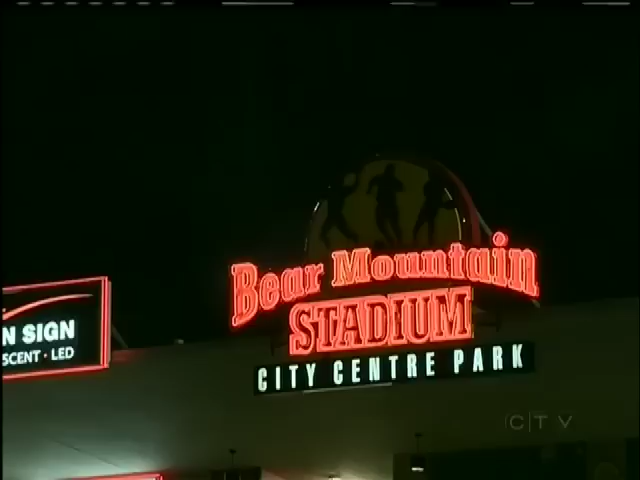 Bear Mountain
STADIUM
CITY CENTRE PARK
N SIGN
SCENT · LED
CTV